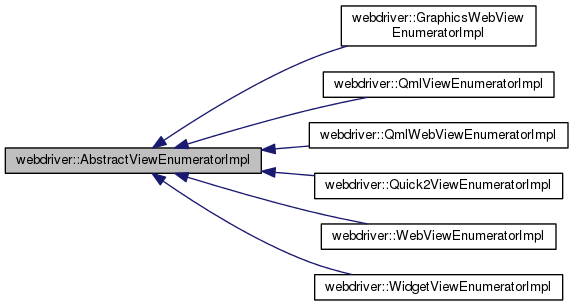 webdriver::GraphicsWebView
EnumeratorImpl
webdriver::QmlViewEnumeratorImpl
webdriver::QmlWebViewEnumeratorImpl
webdriver::AbstractViewEnumeratorImpl
webdriver::Quick2ViewEnumeratorImpl
webdriver::WebViewEnumeratorImpl
webdriver::WidgetViewEnumeratorImpl